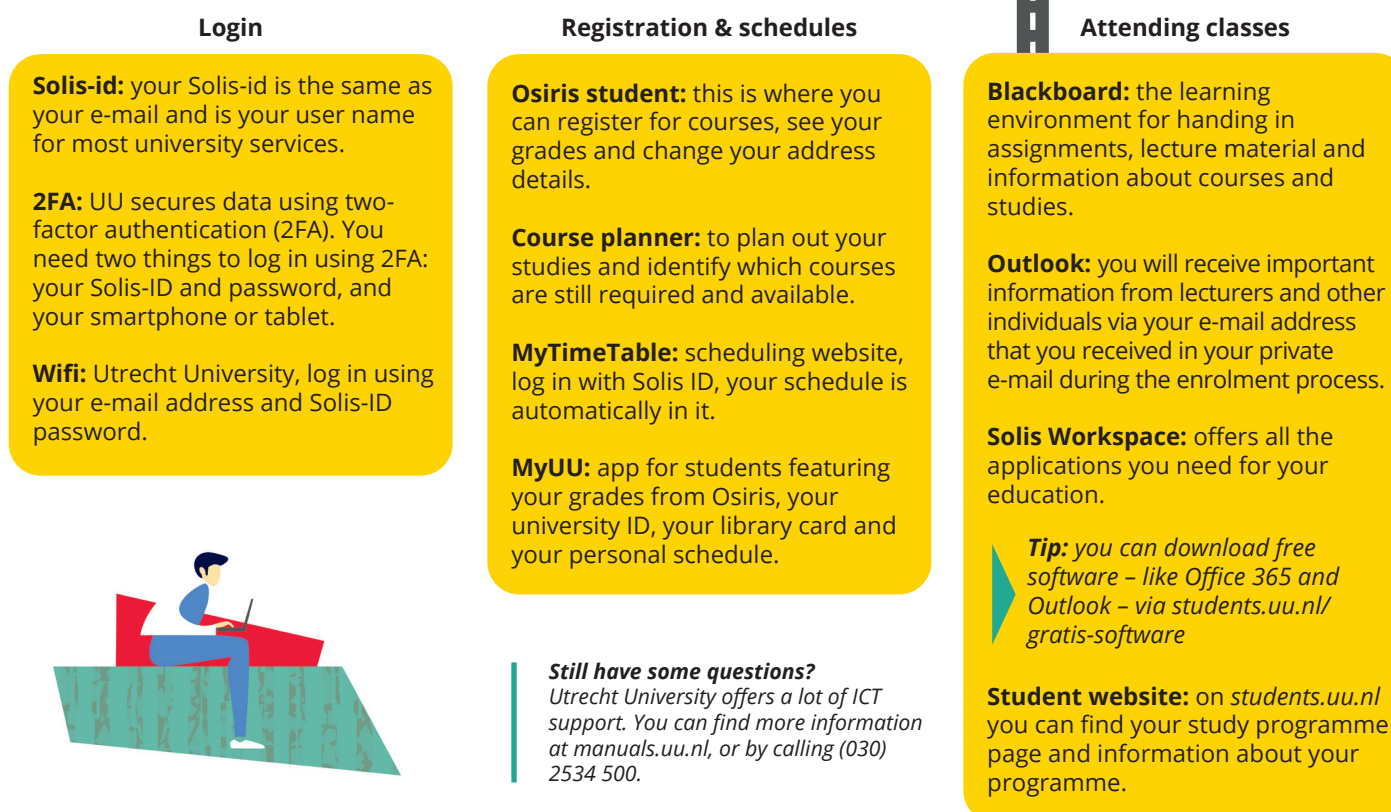 Login
Solis-id: your Solis-id is the same as
your e-mail and is your user name
for most university services.
2FA: UU secures data using two-
factor authentication (2FA). You
need two things to log in using 2FA:
your Solis-ID and password, and
your smartphone or tablet.
Wifi: Utrecht University, log in using
your e-mail address and Solis-ID
password.
Registration & schedules
Osiris student: this is where you
can register for courses, see your
grades and change your address
details.
Course planner: to plan out your
studies and identify which courses
are still required and available.
MyTimeTable: scheduling website,
log in with Solis ID, your schedule is
automatically in it.
MyUU: app for students featuring
your grades from Osiris, your
university ID, your library card and
your personal schedule.
Still have some questions?
Utrecht University offers a lot of ICT
support. You can find more information
at manuals.uu.nl, or by calling (030)
2534 500.
Attending classes
Blackboard: the learning
environment for handing in
assignments, lecture material and
information about courses and
studies.
Outlook: you will receive important
information from lecturers and other
individuals via your e-mail address
that you received in your private
e-mail during the enrolment process.
Solis Workspace: offers all the
applications you need for your
education.
Tip: you can download free
software – like Office 365 and
Outlook – via students.uu.nl/
gratis-software
Student website: on students.uu.nl
you can find your study programme
page and information about your
programme.